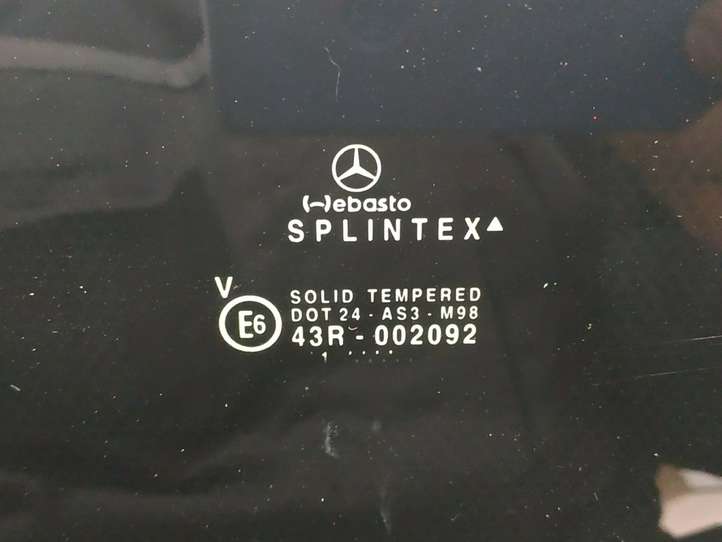 Webasto
SPLINTEX
V
E6
SOLID TEMPERED
DOT 24 - AS3 - M98
43R - 002092